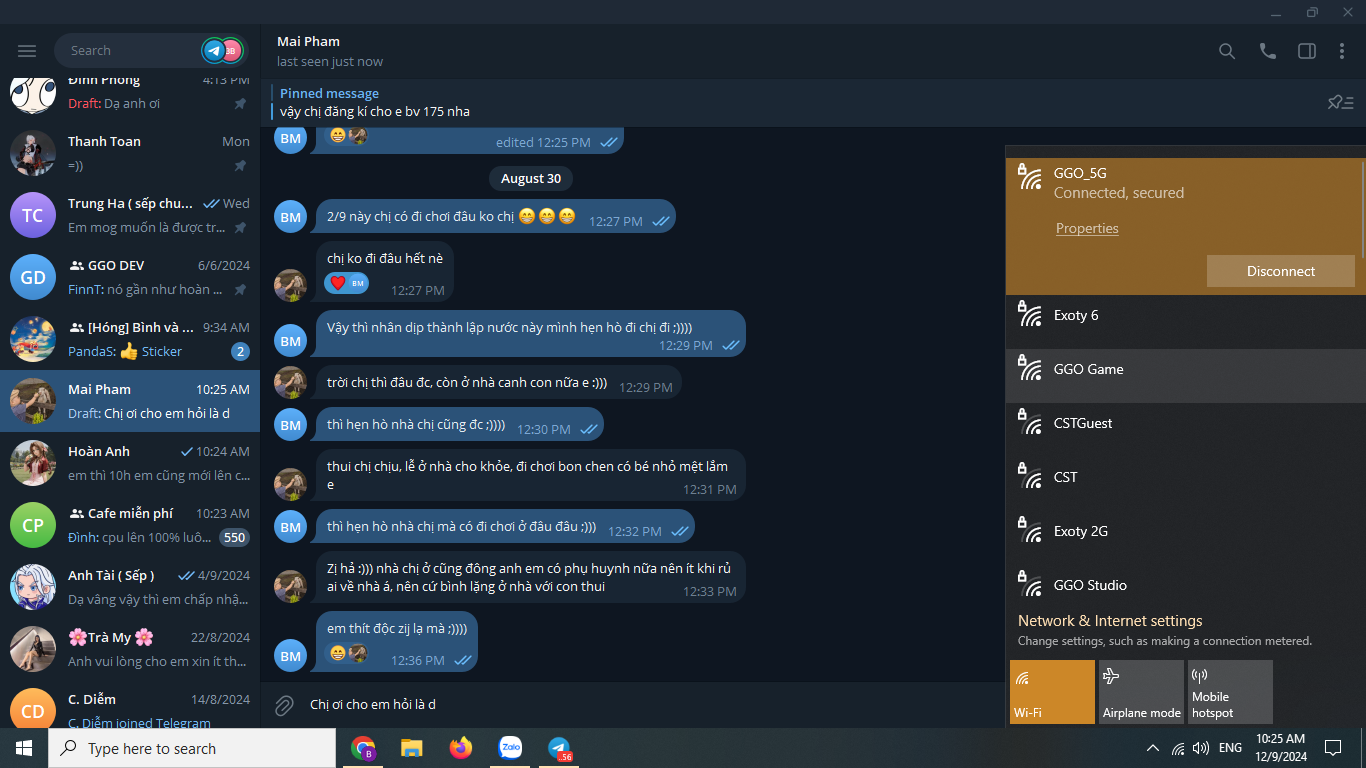 Search
3B
Đình Phong
4:13 PM
Draft: Dạ anh ơi
Thanh Toan
Mon
=))
TC
Trung Ha ( sếp chu...
Wed
Em mog muốn là được tr...
GD
GGO DEV
6/6/2024
FinnT: nó gần như hoàn ...
[Hóng] Bình và ...
9:34 AM
PandaS: 👍 Sticker
2
Mai Pham
10:25 AM
Draft: Chị ơi cho em hỏi là d
Hoàn Anh
10:24 AM
em thì 10h em cũng mới lên c...
CP
Cafe miễn phí
10:23 AM
Đình: cpu lên 100% luô...
550
Anh Tài ( Sếp )
4/9/2024
Dạ vâng vậy thì em chấp nhậ...
🌸Trà My 🌸
22/8/2024
Anh vui lòng cho em xin ít th...
CD
C. Diễm
14/8/2024
C. Diễm joined Telegram
Mai Pham
last seen just now
Pinned message
vậy chị đăng kí cho e bv 175 nha
BM
😁
edited 12:25 PM
August 30
BM
2/9 này chị có đi chơi đâu ko chị 😁😁😁
12:27 PM
chị ko đi đâu hết nè
❤️ BM
12:27 PM
BM
Vậy thì nhân dịp thành lập nước này mình hẹn hò đi chị đi ;))))
12:29 PM
trời chị thì đâu đc, còn ở nhà canh con nữa e :)))
12:29 PM
BM
thì hẹn hò nhà chị cũng đc ;))))
12:30 PM
thui chị chịu, lễ ở nhà cho khỏe, đi chơi bon chen có bé nhỏ mệt lắm
e
12:31 PM
BM
thì hẹn hò nhà chị mà có đi chơi ở đâu đâu ;)))
12:32 PM
Zị hả :))) nhà chị ở cũng đông anh em có phụ huynh nữa nên ít khi rủ
ai về nhà á, nên cứ bình lặng ở nhà với con thui
12:33 PM
BM
em thít độc zij lạ mà ;))))
😁
12:36 PM
Chị ơi cho em hỏi là d
GGO_5G
Connected, secured
Properties
Disconnect
Exoty 6
GGO Game
CSTGuest
CST
Exoty 2G
GGO Studio
Network & Internet settings
Change settings, such as making a connection metered.
Wi-Fi
Airplane mode
Mobile
hotspot
Type here to search
B
Zalo
56
ENG
10:25 AM
12/9/2024